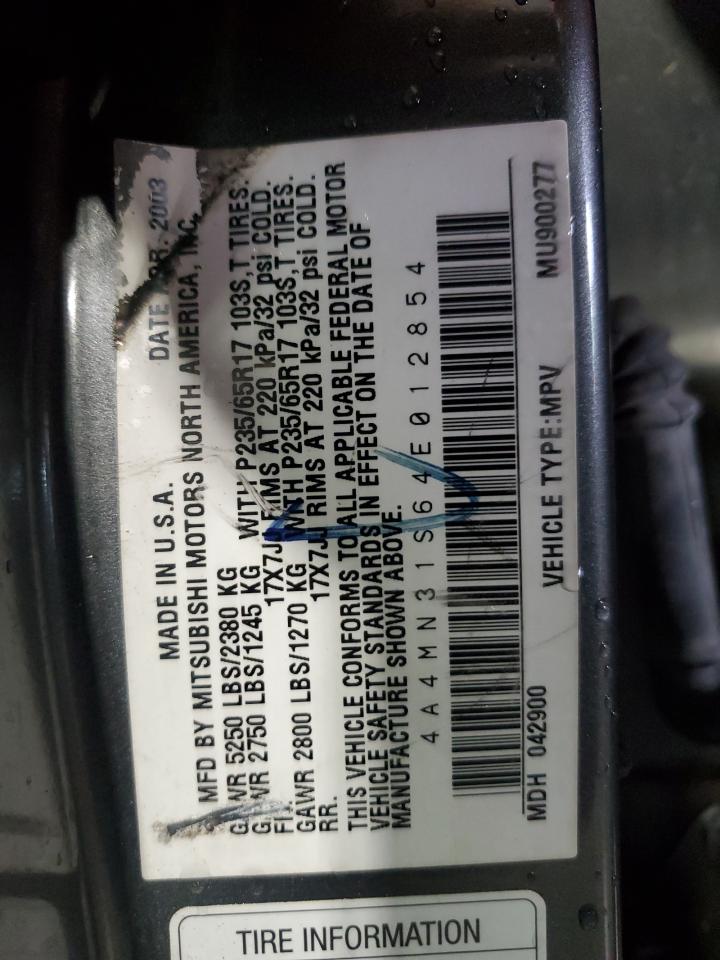 MADE IN U.S.A. DATE 2003
MFD BY MITSUBISHI MOTORS NORTH AMERICA, INC.
5250 LBS/2380 KG
2750 LBS/1245 KG WITH P235/65R17 103S,T TIRES.
17X7JJ RIMS AT 220 kPa/32 psi COLD.
GAWR 2800 LBS/1270 KG WITH P235/65R17 103S,T TIRES.
RR. 17X7JJ RIMS AT 220 kPa/32 psi COLD.
THIS VEHICLE CONFORMS TO ALL APPLICABLE FEDERAL MOTOR
VEHICLE SAFETY STANDARDS IN EFFECT ON THE DATE OF
MANUFACTURE SHOWN ABOVE.
4A4MN31S64E012854
MDH 042900 VEHICLE TYPE:MPV MU900277
TIRE INFORMATION